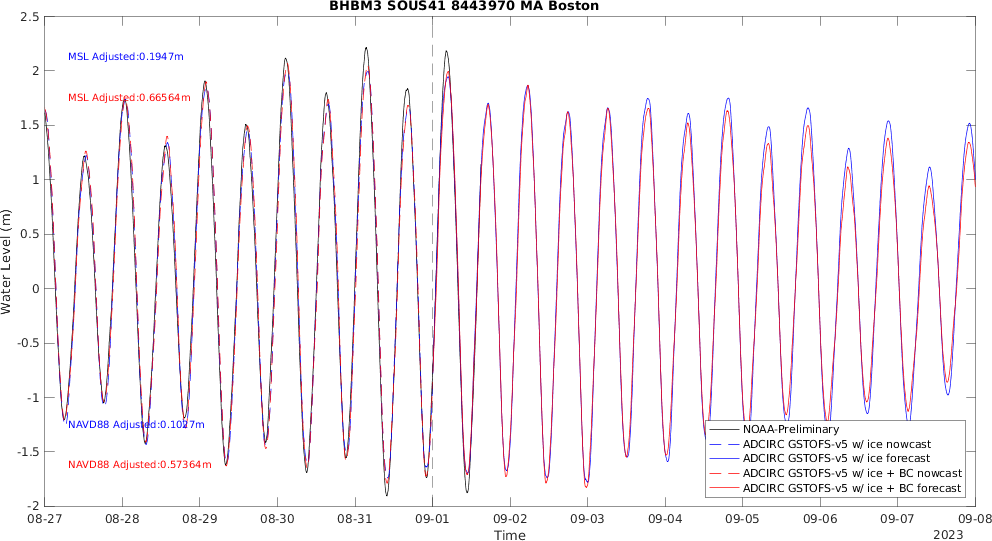 BHBM3 SOUS41 8443970 MA Boston
2.5
2
1.5
1
0.5
0
-0.5
-1
-1.5
-2
Water Level (m)
MSL Adjusted:0.1947m
MSL Adjusted:0.66564m
NAVD88 Adjusted:0.1027m
NAVD88 Adjusted:0.57364m
NOAA-Preliminary
ADCIRC GSTOFS-v5 w/ ice nowcast
ADCIRC GSTOFS-v5 w/ ice forecast
ADCIRC GSTOFS-v5 w/ ice + BC nowcast
ADCIRC GSTOFS-v5 w/ ice + BC forecast
08-27 08-28 08-29 08-30 08-31 09-01 09-02 09-03 09-04 09-05 09-06 09-07 09-08
Time
2023